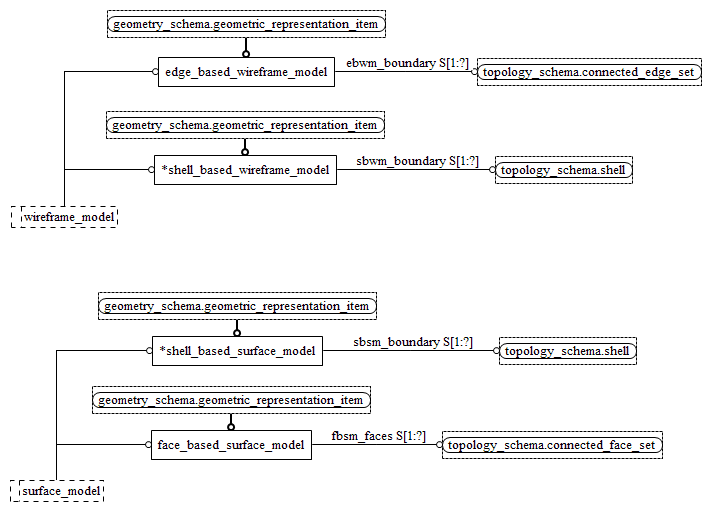 geometry_schema.geometric_representation_item
edge_based_wireframe_model
ebwm_boundary S[1:?]
topology_schema.connected_edge_set
geometry_schema.geometric_representation_item
*shell_based_wireframe_model
sbwm_boundary S[1:?]
topology_schema.shell
wireframe_model
geometry_schema.geometric_representation_item
*shell_based_surface_model
sbsm_boundary S[1:?]
topology_schema.shell
geometry_schema.geometric_representation_item
face_based_surface_model
fbsm_faces S[1:?]
topology_schema.connected_face_set
surface_model